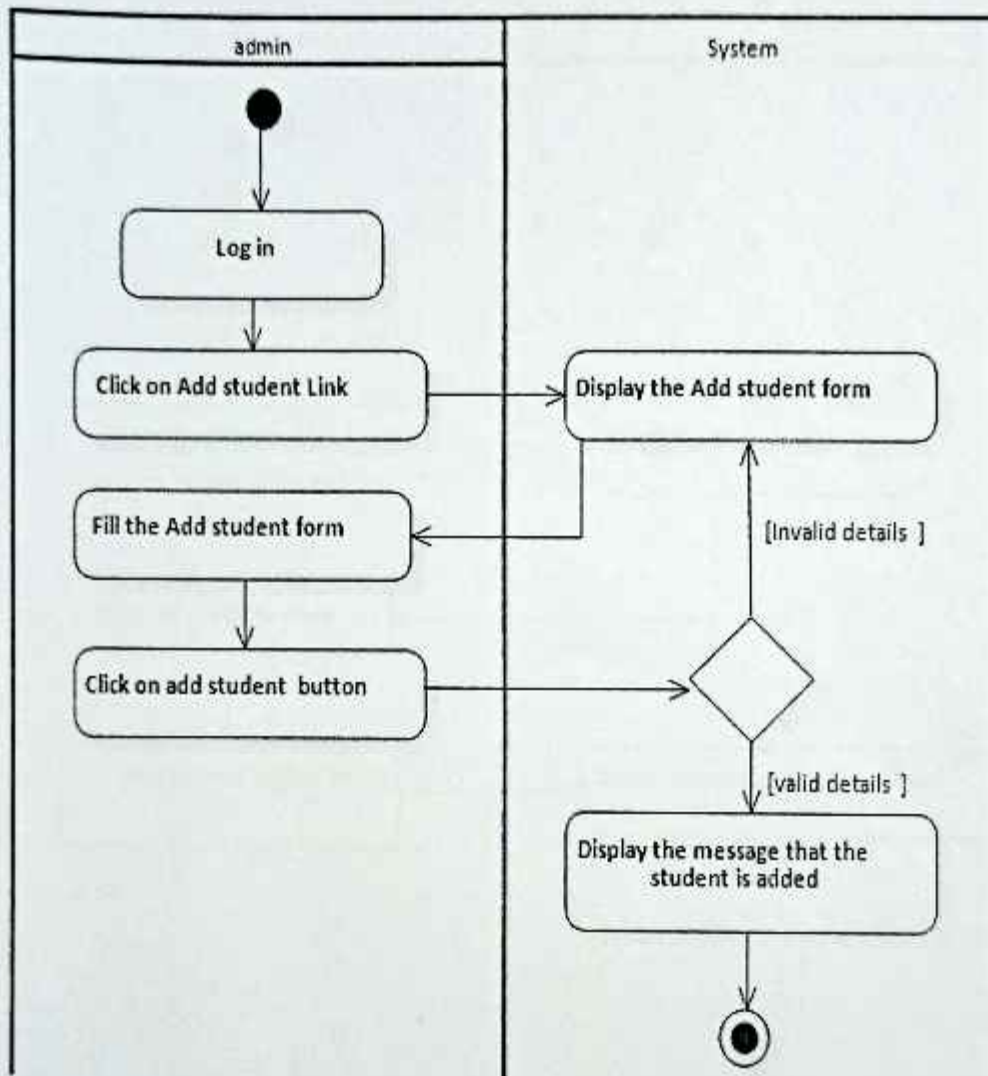 admin
System
Log in
Click on Add student Link
Display the Add student form
Fill the Add student form
[Invalid details ]
Click on add student button
[valid details ]
Display the message that the
student is added